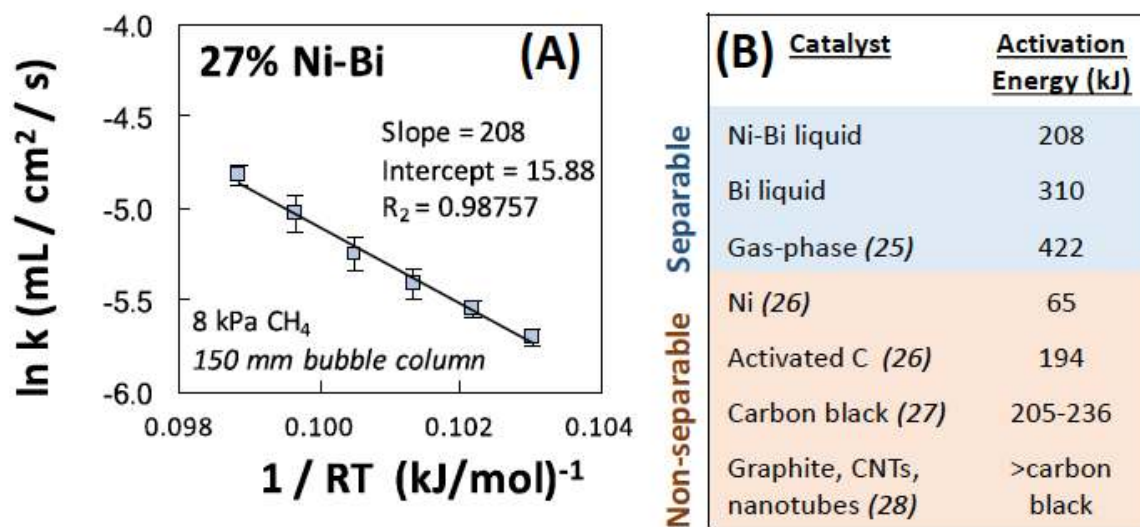 27% Ni-Bi
(A)
ln k (mL / cm² / s)
-4.0
-4.5
-5.0
-5.5
-6.0
Slope = 208
Intercept = 15.88
R₂ = 0.98757
8 kPa CH₄
150 mm bubble column
0.098 0.100 0.102 0.104
1 / RT (kJ/mol)⁻¹
(B)
Catalyst Activation
Energy (kJ)
Separable
Ni-Bi liquid 208
Bi liquid 310
Gas-phase (25) 422
Non-separable
Ni (26) 65
Activated C (26) 194
Carbon black (27) 205-236
Graphite, CNTs, >carbon
nanotubes (28) black